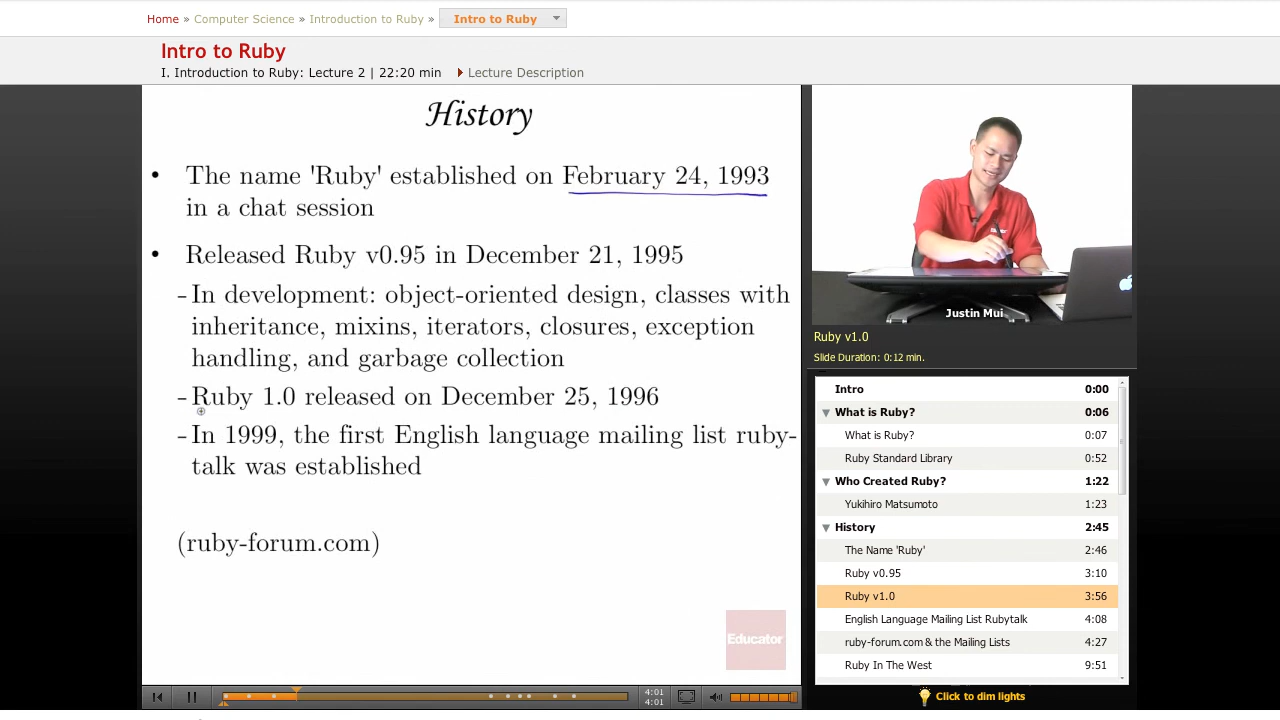 Home » Computer Science » Introduction to Ruby » Intro to Ruby
Intro to Ruby
I. Introduction to Ruby: Lecture 2 | 22:20 min Lecture Description
History
• The name 'Ruby' established on February 24, 1993
in a chat session
• Released Ruby v0.95 in December 21, 1995
-In development: object-oriented design, classes with
inheritance, mixins, iterators, closures, exception
handling, and garbage collection
-Ruby 1.0 released on December 25, 1996
-In 1999, the first English language mailing list ruby-
talk was established
(ruby-forum.com)
Educator
Justin Mui
Ruby v1.0
Slide Duration: 0:12 min.
Intro 0:00
What is Ruby? 0:06
What is Ruby? 0:07
Ruby Standard Library 0:52
Who Created Ruby? 1:22
Yukihiro Matsumoto 1:23
History 2:45
The Name 'Ruby' 2:46
Ruby v0.95 3:10
Ruby v1.0 3:56
English Language Mailing List Rubytalk 4:08
ruby-forum.com & the Mailing Lists 4:27
Ruby In The West 9:51
4:01
4:01
Click to dim lights